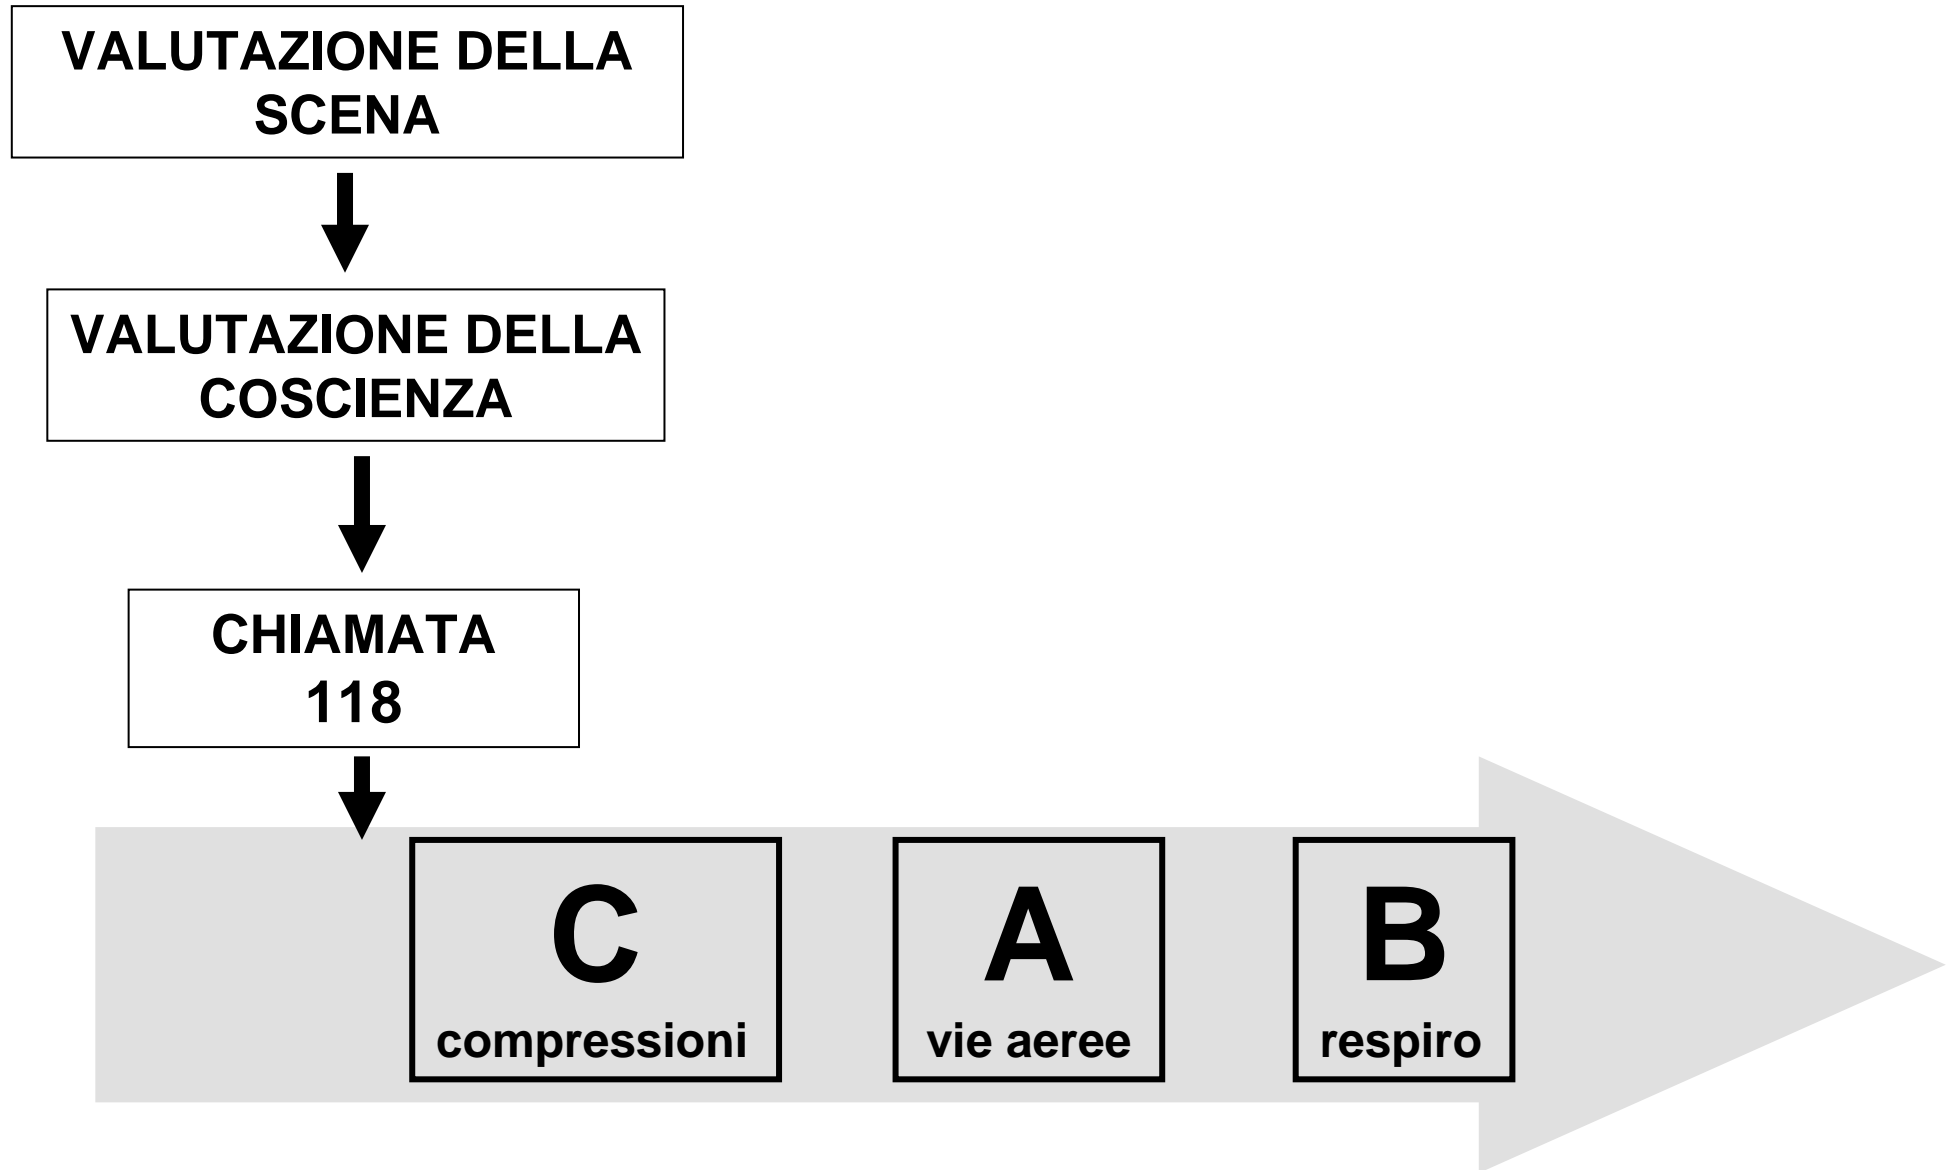 VALUTAZIONE DELLA
SCENA
VALUTAZIONE DELLA
COSCIENZA
CHIAMATA
118
C
compressioni
A
vie aeree
B
respiro